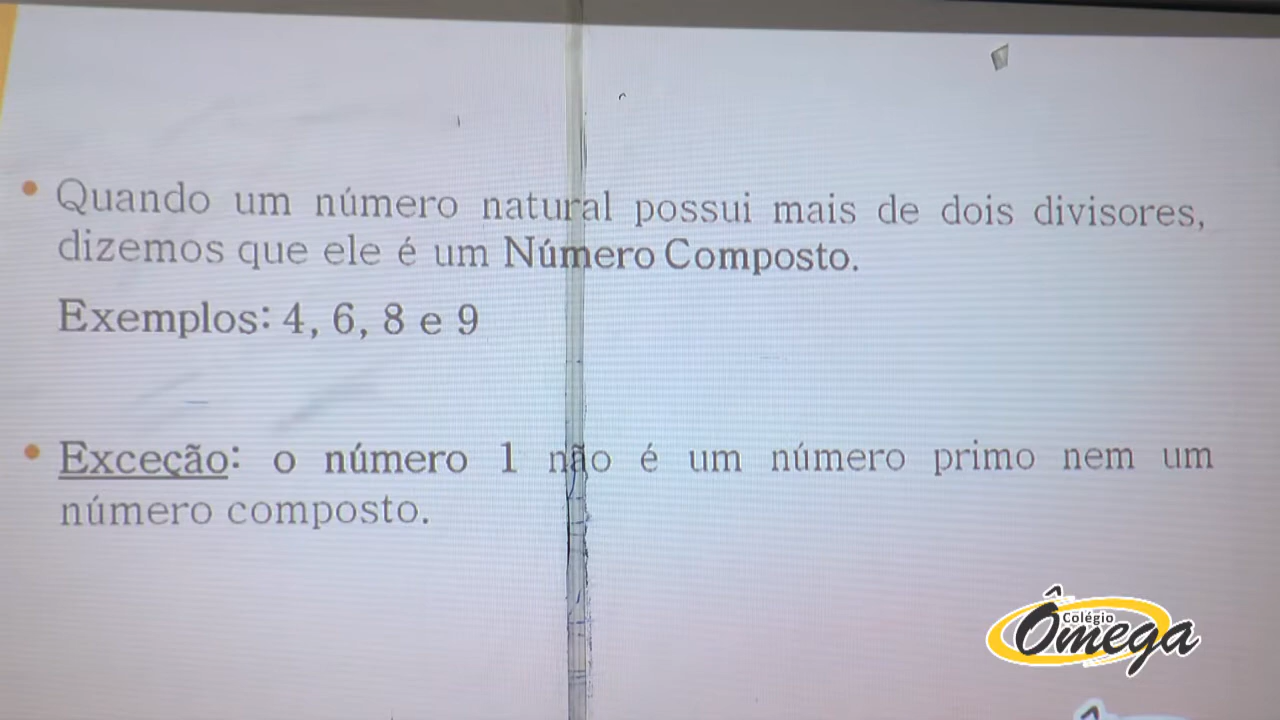 • Quando um número natural possui mais de dois divisores,
dizemos que ele é um Número Composto.
Exemplos: 4, 6, 8 e 9
• Exceção: o número 1 não é um número primo nem um
número composto.
Colégio
Ômega